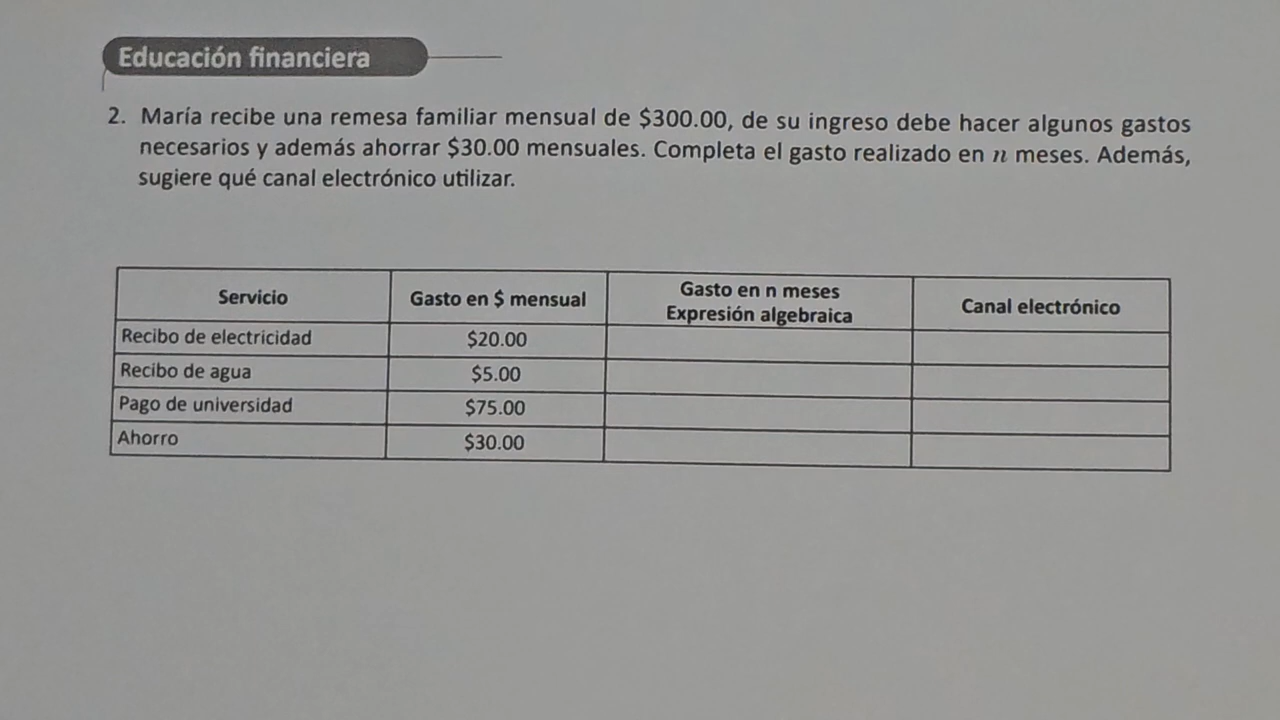 Educación financiera
2. María recibe una remesa familiar mensual de $300.00, de su ingreso debe hacer algunos gastos
necesarios y además ahorrar $30.00 mensuales. Completa el gasto realizado en n meses. Además,
sugiere qué canal electrónico utilizar.
Servicio
Gasto en $ mensual
Gasto en n meses
Expresión algebraica
Canal electrónico
Recibo de electricidad
$20.00
Recibo de agua
$5.00
Pago de universidad
$75.00
Ahorro
$30.00